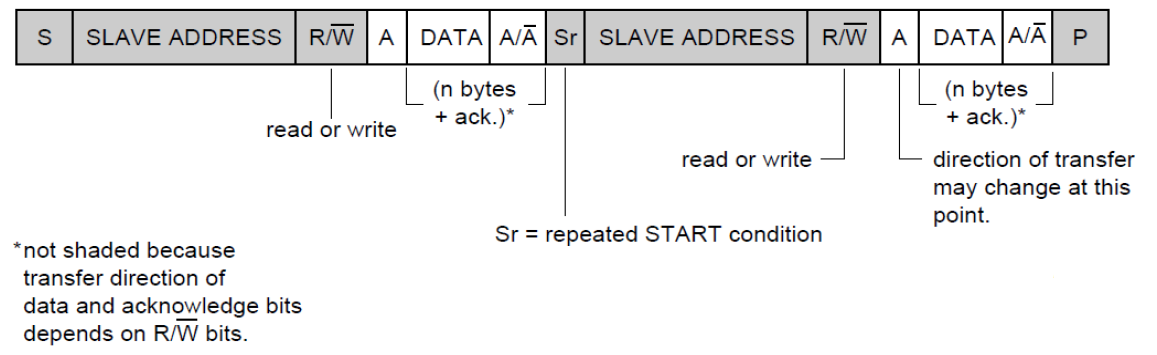 S SLAVE ADDRESS R/W̅ A DATA A/A̅ Sr SLAVE ADDRESS R/W̅ A DATA A/A̅ P
(n bytes
+ ack.)*
(n bytes
+ ack.)*
read or write
read or write
direction of transfer
may change at this
point.
Sr = repeated START condition
*not shaded because
transfer direction of
data and acknowledge bits
depends on R/W̅ bits.